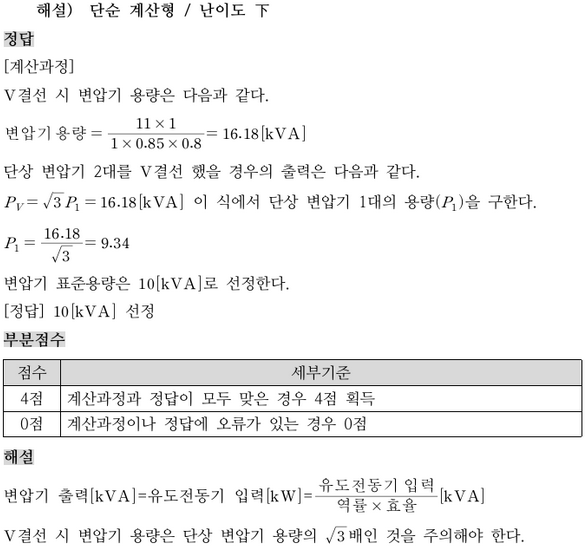 해설) 단순 계산형 / 난이도 下
정답
[계산과정]
V결선 시 변압기 용량은 다음과 같다.
변압기 용량 = \frac{11×1}{1×0.85×0.8} = 16.18[kVA]
단상 변압기 2대를 V결선 했을 경우의 출력은 다음과 같다.
P_V = √3 P_1 = 16.18[kVA] 이 식에서 단상 변압기 1대의 용량(P_1)을 구한다.
P_1 = \frac{16.18}{√3} = 9.34
변압기 표준용량은 10[kVA]로 선정한다.
[정답] 10[kVA] 선정
부분점수
점수 세부기준
4점 계산과정과 정답이 모두 맞은 경우 4점 획득
0점 계산과정이나 정답에 오류가 있는 경우 0점
해설
변압기 출력[kVA]=유도전동기 입력[kW]=\frac{유도전동기 입력}{역률×효율}[kVA]
V결선 시 변압기 용량은 단상 변압기 용량의 √3배인 것을 주의해야 한다.